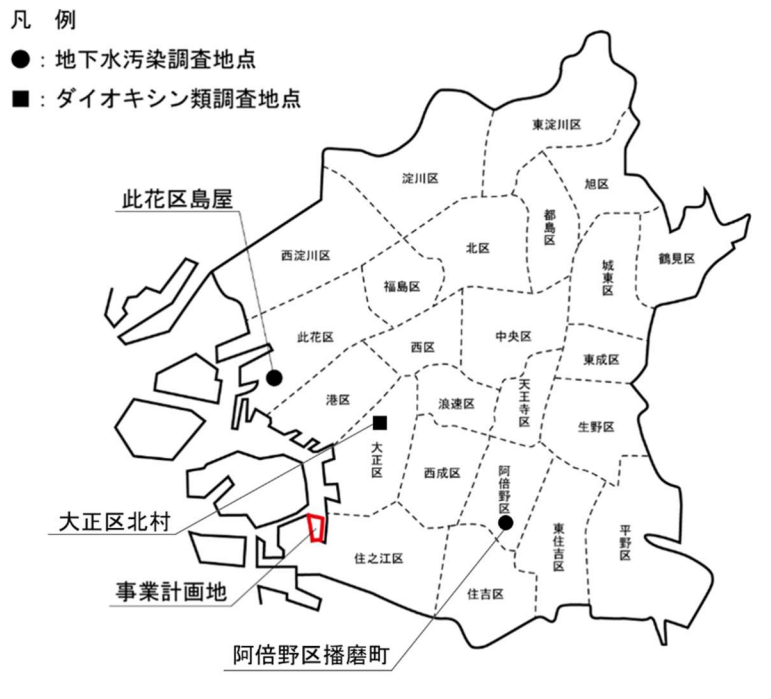 凡 例
●：地下水汚染調査地点
■：ダイオキシン類調査地点
東淀川区
淀川区
旭区
此花区島屋
都島区
北区
西淀川区
鶴見区
城東区
福島区
此花区
中央区
西区
東成区
港区
浪速区
天王寺区
生野区
大正区
西成区
阿倍野区
大正区北村
東住吉区
平野区
住之江区
事業計画地
住吉区
阿倍野区播磨町